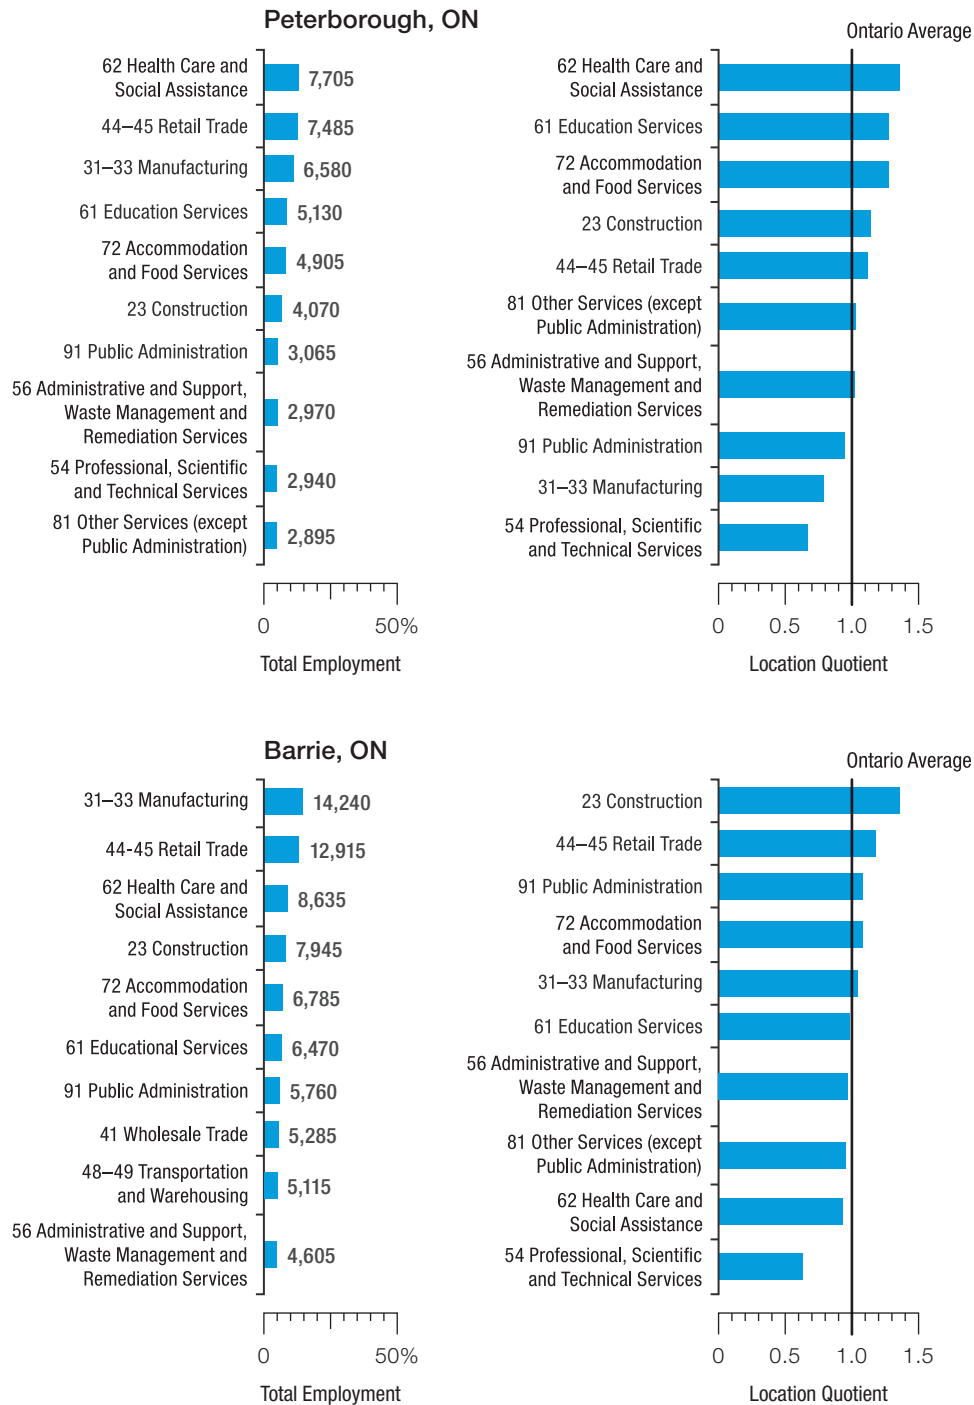 Peterborough, ON
62 Health Care and
Social Assistance
7,705
44–45 Retail Trade
7,485
31–33 Manufacturing
6,580
61 Education Services
5,130
72 Accommodation
and Food Services
4,905
23 Construction
4,070
91 Public Administration
3,065
56 Administrative and Support,
Waste Management and
Remediation Services
2,970
54 Professional, Scientific
and Technical Services
2,940
81 Other Services (except
Public Administration)
2,895
0
50%
Total Employment
Ontario Average
62 Health Care and
Social Assistance
61 Education Services
72 Accommodation
and Food Services
23 Construction
44–45 Retail Trade
81 Other Services (except
Public Administration)
56 Administrative and Support,
Waste Management and
Remediation Services
91 Public Administration
31–33 Manufacturing
54 Professional, Scientific
and Technical Services
0
0.5
1.0
1.5
Location Quotient
Barrie, ON
31–33 Manufacturing
14,240
44-45 Retail Trade
12,915
62 Health Care and
Social Assistance
8,635
23 Construction
7,945
72 Accommodation
and Food Services
6,785
61 Educational Services
6,470
91 Public Administration
5,760
41 Wholesale Trade
5,285
48–49 Transportation
and Warehousing
5,115
56 Administrative and Support,
Waste Management and
Remediation Services
4,605
0
50%
Total Employment
Ontario Average
23 Construction
44–45 Retail Trade
91 Public Administration
72 Accommodation
and Food Services
31–33 Manufacturing
61 Education Services
56 Administrative and Support,
Waste Management and
Remediation Services
81 Other Services (except
Public Administration)
62 Health Care and
Social Assistance
54 Professional, Scientific
and Technical Services
0
0.5
1.0
1.5
Location Quotient